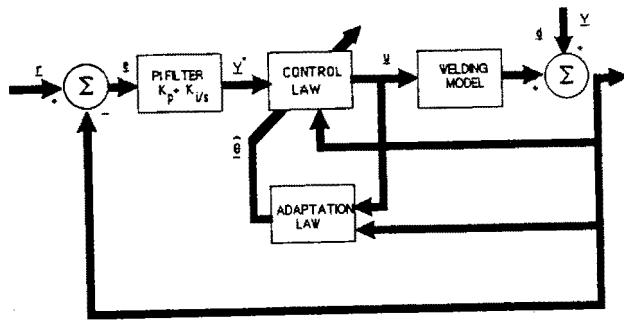 r
Σ
+
-
e
PI FILTER
Kp + Ki/s
Y*
CONTROL
LAW
u
WELDING
MODEL
d
Y
+
+
Σ
θ̂
ADAPTATION
LAW